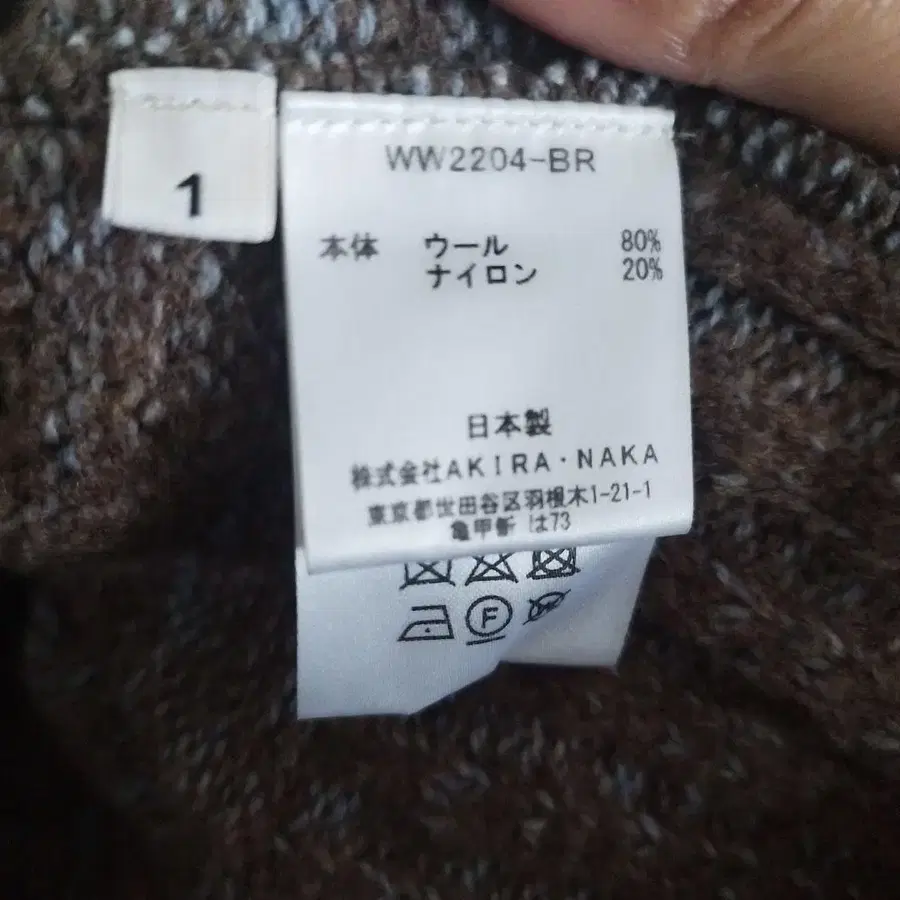 1
WW2204-BR
本体 ウール 80%
ナイロン 20%
日本製
株式会社AKIRA・NAKA
東京都世田谷区羽根木1-21-1
亀甲新 は73
F